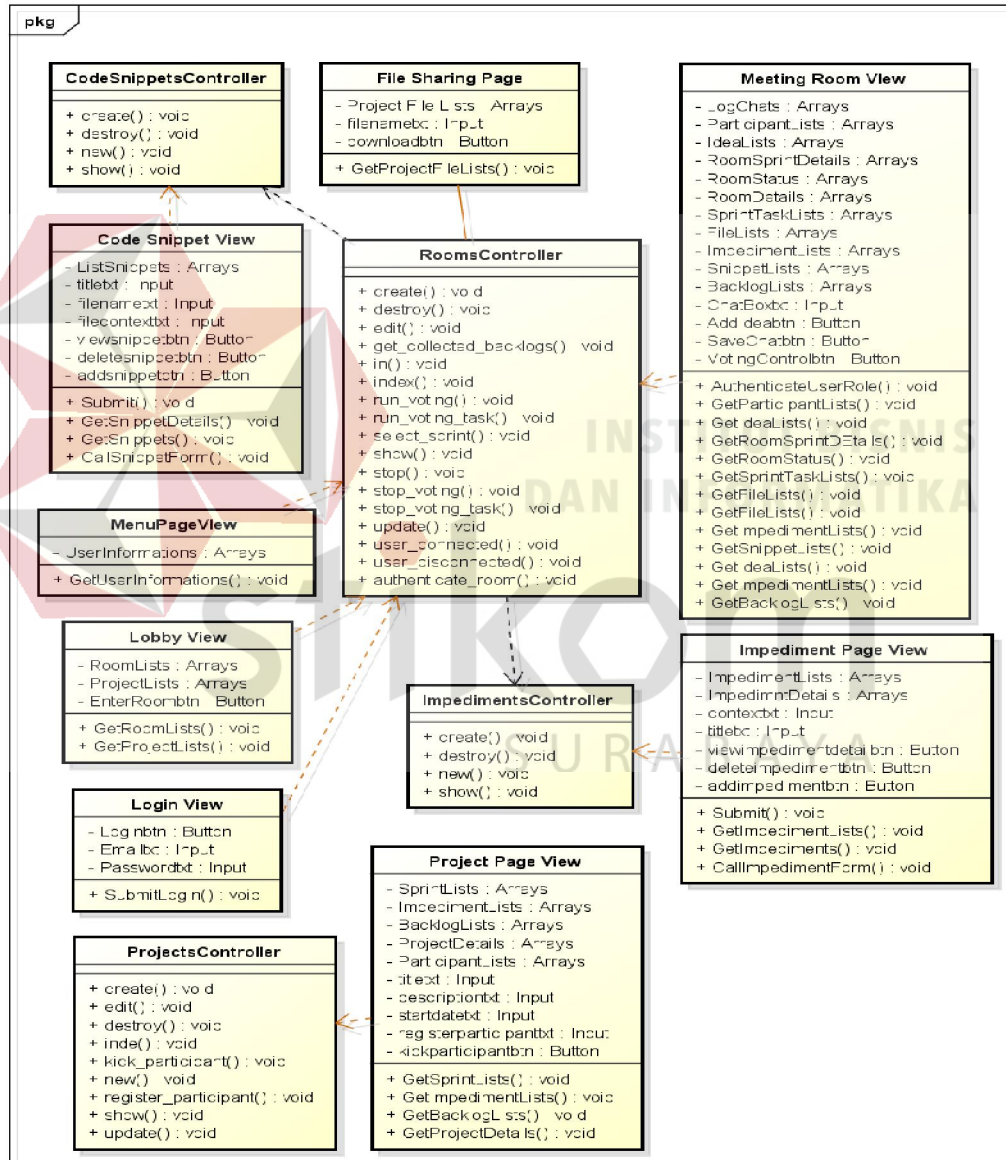 pkg
CodeSnippetsController
+ create() : void
+ destroy() : void
+ new() : void
+ show() : void
File Sharing Page
- Project File Lists : Arrays
- filenametxt : Input
- downloadbtn : Button
+ GetProjectFileLists() : void
Meeting Room View
- LogChats : Arrays
- ParticipantLists : Arrays
- IdeaLists : Arrays
- RoomSprintDetails : Arrays
- RoomStatus : Arrays
- RoomDetails : Arrays
- SprintTaskLists : Arrays
- FileLists : Arrays
- ImpedimentLists : Arrays
- SnippetLists : Arrays
- BacklogLists : Arrays
- ChatBoxtxt : Input
- AddIdeabtn : Button
- SaveChatbtn : Button
- VotingControlbtn : Button
+ AuthenticateUserRole() : void
+ GetParticipantLists() : void
+ GetIdeaLists() : void
+ GetRoomSprintDEtails() : void
+ GetRoomStatus() : void
+ GetSprintTaskLists() : void
+ GetFileLists() : void
+ GetFileLists() : void
+ GetImpedimentLists() : void
+ GetSnippetLists() : void
+ GetIdeaLists() : void
+ GetImpedimentLists() : void
+ GetBacklogLists() : void
Code Snippet View
- ListSnippets : Arrays
- titletxt : Input
- filenametxt : Input
- filecontexttxt : Input
- viewsnippetbtn : Button
- deletesnippetbtn : Button
- addsnippetbtn : Button
+ Submit() : void
+ GetSnippetDetails() : void
+ GetSnippets() : void
+ CallSnippetForm() : void
RoomsController
+ create() : void
+ destroy() : void
+ edit() : void
+ get_collected_backlogs() : void
+ in() : void
+ index() : void
+ run_voting() : void
+ run_voting_task() : void
+ select_sprint() : void
+ show() : void
+ stop() : void
+ stop_voting() : void
+ stop_voting_task() : void
+ update() : void
+ user_connected() : void
+ user_disconnected() : void
+ authenticate_room() : void
INSTITUT BISNIS
DAN INFORMATIKA
stikom
SURABAYA
MenuPageView
- UserInformations : Arrays
+ GetUserInformations() : void
Lobby View
- RoomLists : Arrays
- ProjectLists : Arrays
- EnterRoombtn : Button
+ GetRoomLists() : void
+ GetProjectLists() : void
ImpedimentsController
+ create() : void
+ destroy() : void
+ new() : void
+ show() : void
Impediment Page View
- ImpedimentLists : Arrays
- ImpedimntDetails : Arrays
- contexttxt : Input
- titletxt : Input
- viewimpedimentdetailbtn : Button
- deleteimpedimentbtn : Button
- addimpedimentbtn : Button
+ Submit() : void
+ GetImpedimentLists() : void
+ GetImpediments() : void
+ CallImpedimentForm() : void
Login View
- Loginbtn : Button
- Emailtxt : Input
- Passwordtxt : Input
+ SubmitLogin() : void
Project Page View
- SprintLists : Arrays
- ImpedimentLists : Arrays
- BacklogLists : Arrays
- ProjectDetails : Arrays
- ParticipantLists : Arrays
- titletxt : Input
- descriptiontxt : Input
- startdatetxt : Input
- registerparticipanttxt : Input
- kickparticipantbtn : Button
+ GetSprintLists() : void
+ GetImpedimentLists() : void
+ GetBacklogLists() : void
+ GetProjectDetails() : void
ProjectsController
+ create() : void
+ edit() : void
+ destroy() : void
+ inde() : void
+ kick_participant() : void
+ new() : void
+ register_participant() : void
+ show() : void
+ update() : void